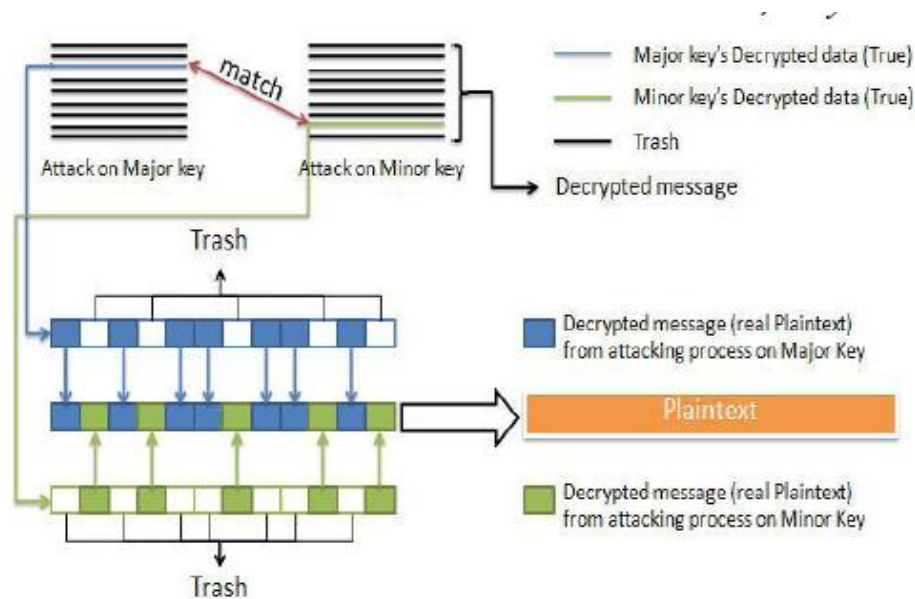 match
Attack on Major key
Attack on Minor key
Major key's Decrypted data (True)
Minor key's Decrypted data (True)
Trash
Decrypted message
Trash
Decrypted message (real Plaintext)
from attacking process on Major Key
Plaintext
Decrypted message (real Plaintext)
from attacking process on Minor Key
Trash